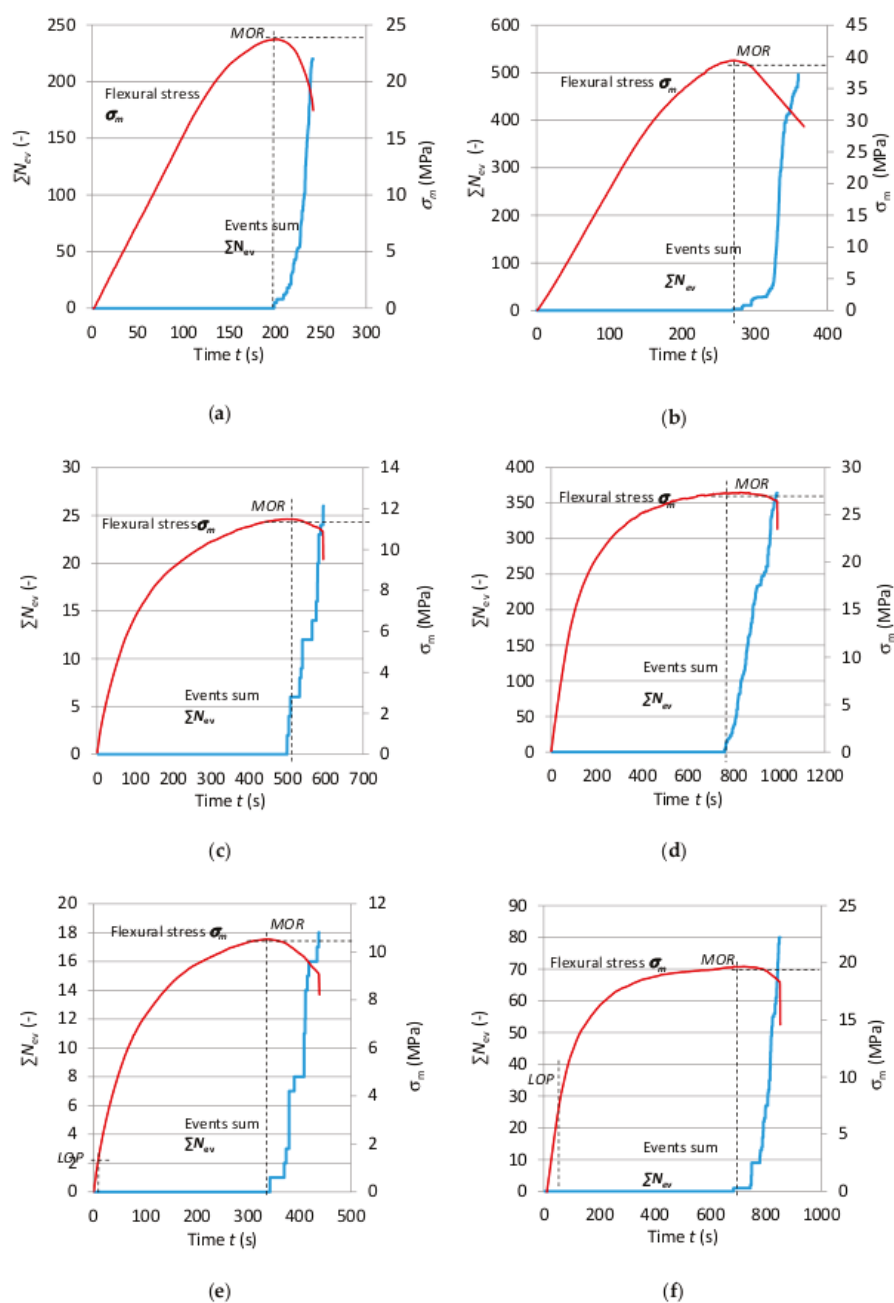 250
200
150
100
50
0
ΣNev (-)
MOR
Flexural stress
σm
Events sum
ΣNev
25
20
15
10
5
0
σm (MPa)
0 50 100 150 200 250 300
Time t (s)
(a)
600
500
400
300
200
100
0
ΣNev (-)
MOR
Flexural stress σm
Events sum
ΣNev
45
40
35
30
25
20
15
10
5
0
σm (MPa)
0 100 200 300 400
Time t (s)
(b)
30
25
20
15
10
5
0
ΣNev (-)
MOR
Flexural stress σm
Events sum
ΣNev
14
12
10
8
6
4
2
0
σm (MPa)
0 100 200 300 400 500 600 700
Time t (s)
(c)
400
350
300
250
200
150
100
50
0
ΣNev (-)
MOR
Flexural stress σm
Events sum
ΣNev
30
25
20
15
10
5
0
σm (MPa)
0 200 400 600 800 1000 1200
Time t (s)
(d)
20
18
16
14
12
10
8
6
4
2
0
ΣNev (-)
MOR
Flexural stress σm
LOP
Events sum
ΣNev
12
10
8
6
4
2
0
σm (MPa)
0 100 200 300 400 500
Time t (s)
(e)
90
80
70
60
50
40
30
20
10
0
ΣNev (-)
MOR
Flexural stress σm
LOP
Events sum
ΣNev
25
20
15
10
5
0
σm (MPa)
0 200 400 600 800 1000
Time t (s)
(f)